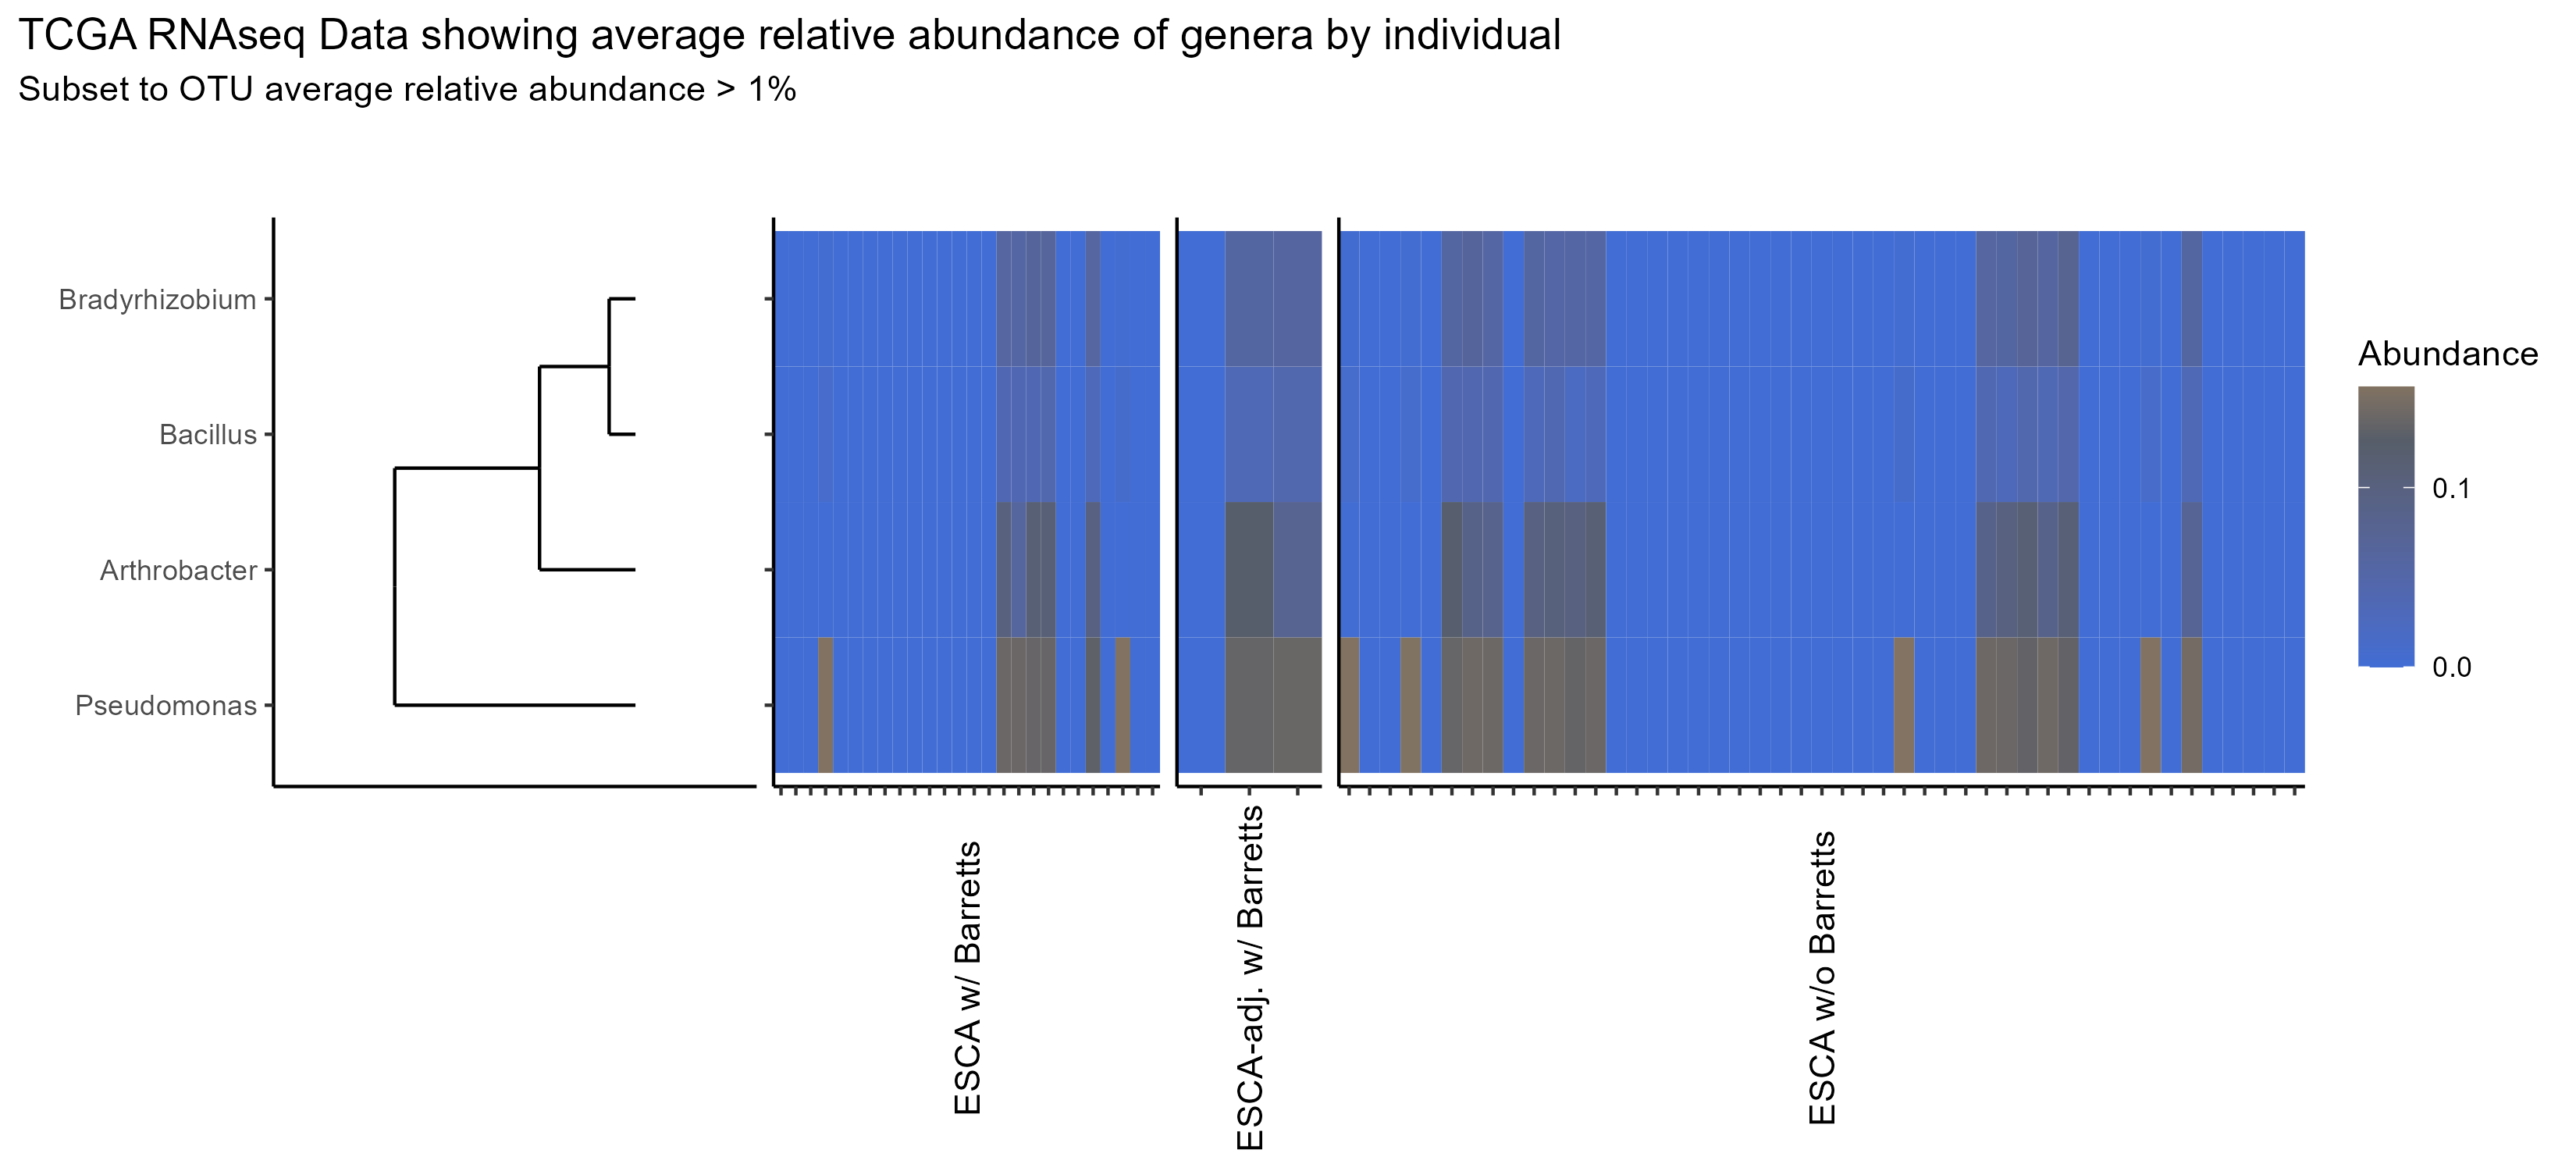 TCGA RNAseq Data showing average relative abundance of genera by individual
Subset to OTU average relative abundance > 1%
Bradyrhizobium
Bacillus
Arthrobacter
Pseudomonas
ESCA w/ Barretts
ESCA-adj. w/ Barretts
ESCA w/o Barretts
Abundance
0.1
0.0